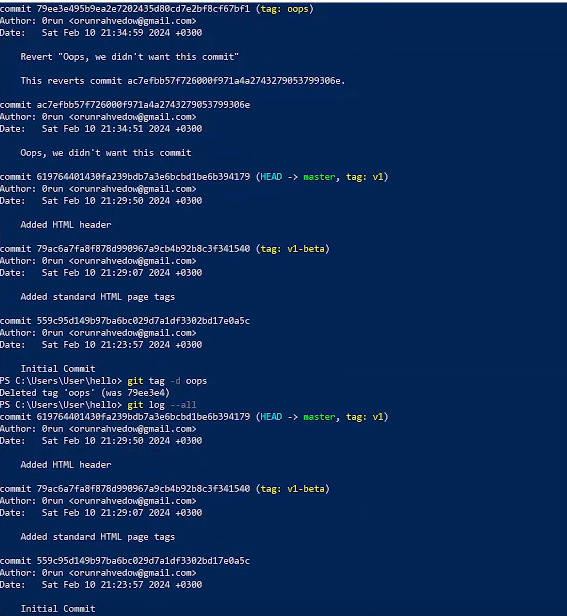 commit 79ee3e495b9ea2e7202435d80cd7e2bf8cf67bf1 (tag: oops)
Author: 0run <orunrahvedow@gmail.com>
Date:   Sat Feb 10 21:34:59 2024 +0300
    Revert "Oops, we didn't want this commit"
    This reverts commit ac7efbb57f726000f971a4a2743279053799306e.
commit ac7efbb57f726000f971a4a2743279053799306e
Author: 0run <orunrahvedow@gmail.com>
Date:   Sat Feb 10 21:34:51 2024 +0300
    Oops, we didn't want this commit
commit 619764401430fa239bdb7a3e6bcbd1be6b394179 (HEAD -> master, tag: v1)
Author: 0run <orunrahvedow@gmail.com>
Date:   Sat Feb 10 21:29:50 2024 +0300
    Added HTML header
commit 79ac6a7fa8f878d990967a9cb4b92b8c3f341540 (tag: v1-beta)
Author: 0run <orunrahvedow@gmail.com>
Date:   Sat Feb 10 21:29:07 2024 +0300
    Added standard HTML page tags
commit 559c95d149b97ba6bc029d7a1df3302bd17e0a5c
Author: 0run <orunrahvedow@gmail.com>
Date:   Sat Feb 10 21:23:57 2024 +0300
    Initial Commit
PS C:\Users\User\hello> git tag -d oops
Deleted tag 'oops' (was 79ee3e4)
PS C:\Users\User\hello> git log --all
commit 619764401430fa239bdb7a3e6bcbd1be6b394179 (HEAD -> master, tag: v1)
Author: 0run <orunrahvedow@gmail.com>
Date:   Sat Feb 10 21:29:50 2024 +0300
    Added HTML header
commit 79ac6a7fa8f878d990967a9cb4b92b8c3f341540 (tag: v1-beta)
Author: 0run <orunrahvedow@gmail.com>
Date:   Sat Feb 10 21:29:07 2024 +0300
    Added standard HTML page tags
commit 559c95d149b97ba6bc029d7a1df3302bd17e0a5c
Author: 0run <orunrahvedow@gmail.com>
Date:   Sat Feb 10 21:23:57 2024 +0300
    Initial Commit